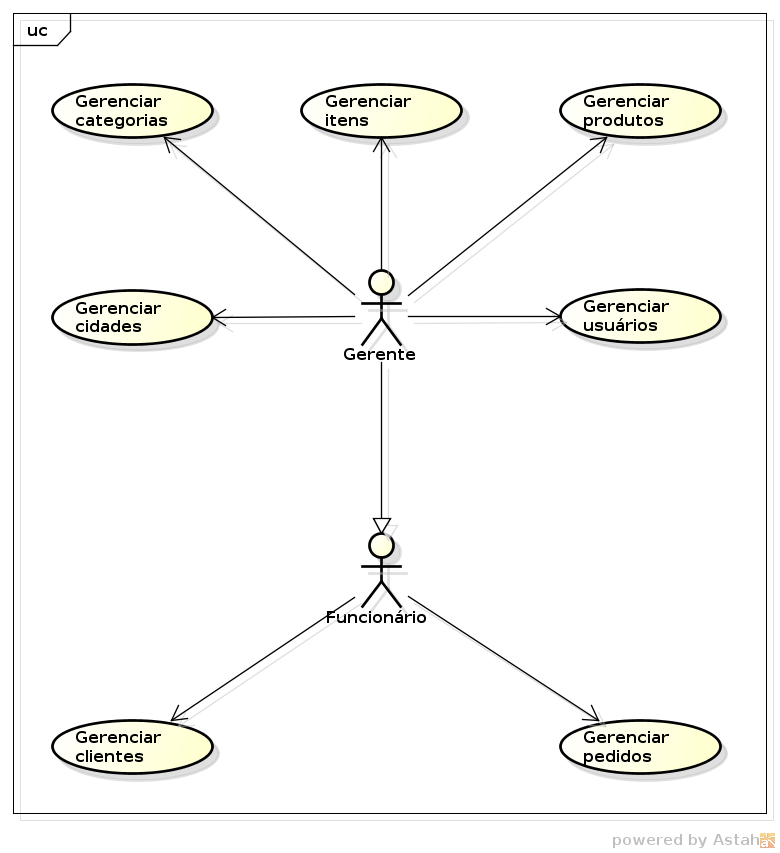 uc
Gerenciar
categorias
Gerenciar
itens
Gerenciar
produtos
Gerenciar
cidades
Gerenciar
usuários
Gerente
Funcionário
Gerenciar
clientes
Gerenciar
pedidos
powered by Astah